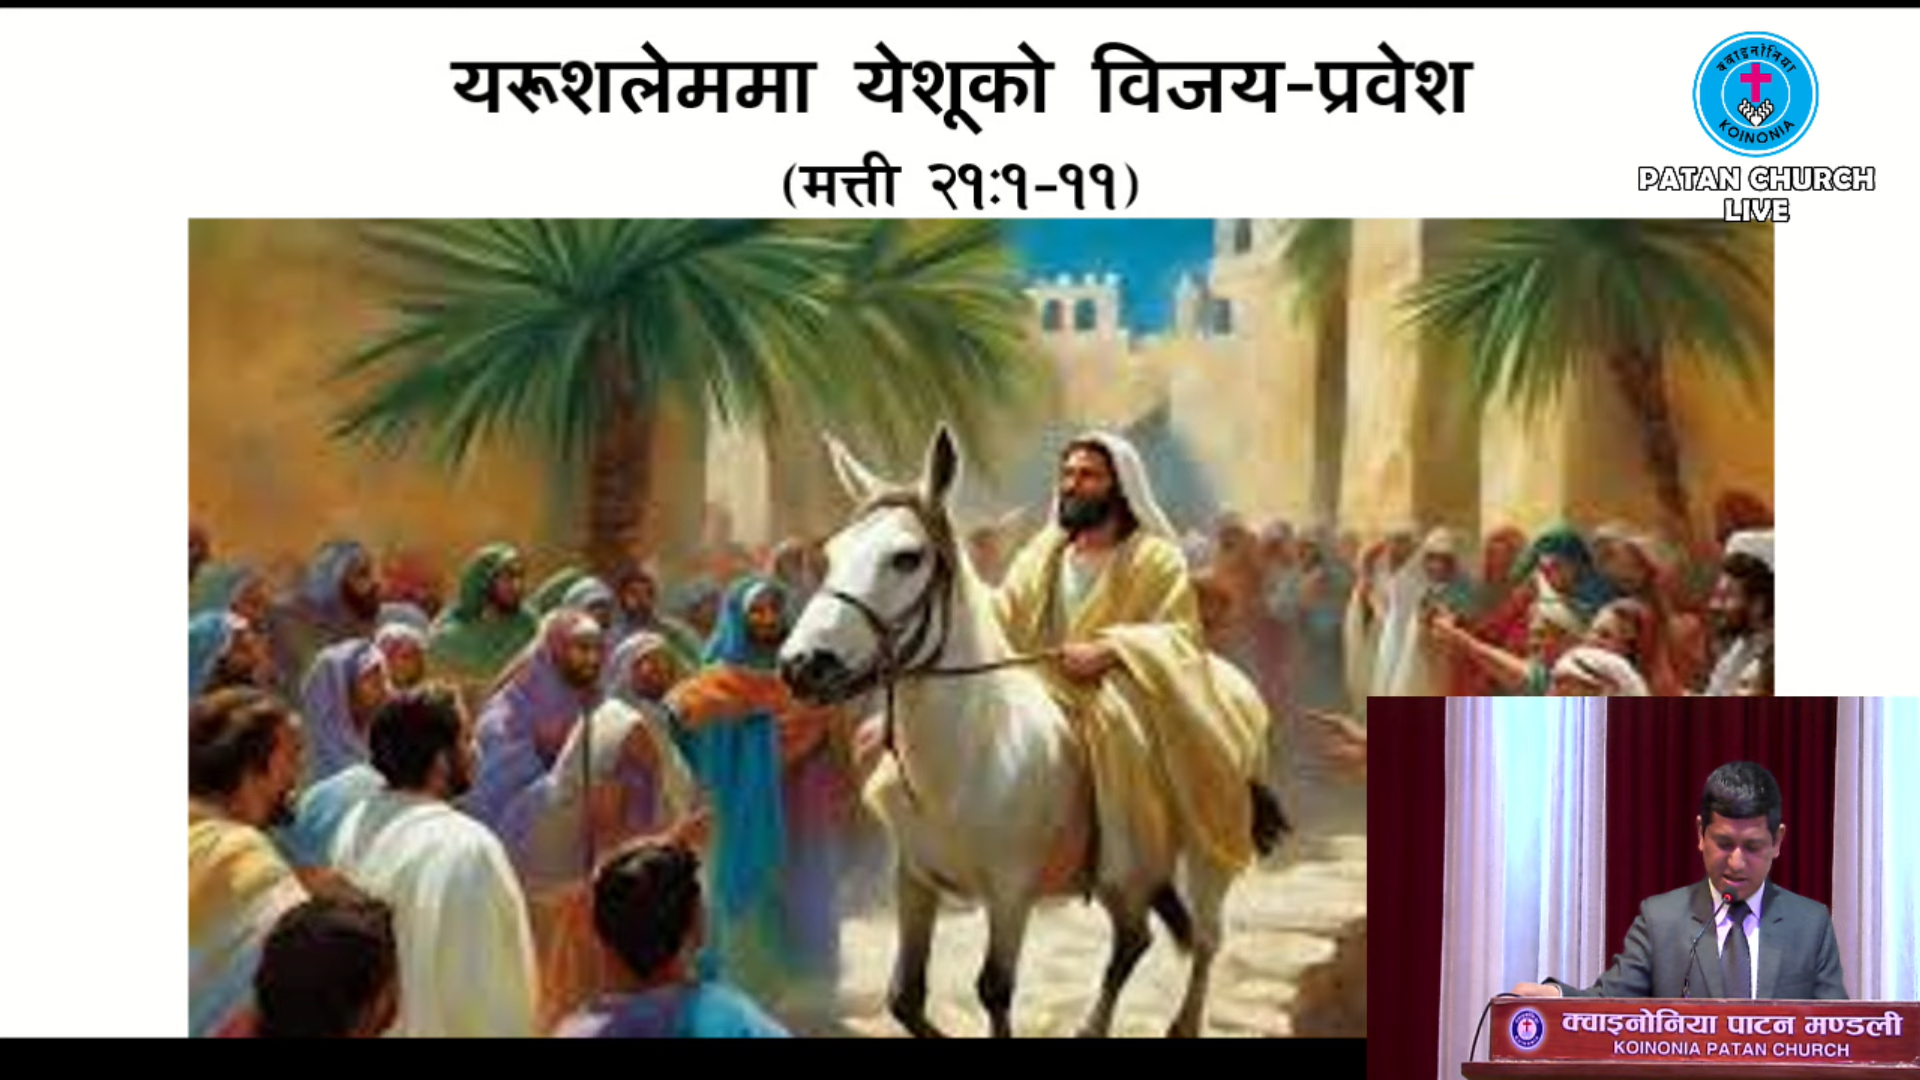 यरूशलेममा येशूको विजय-प्रवेश
(मत्ती २१:१-११)
क्वाइनोनिया
KOINONIA
PATAN CHURCH
LIVE
क्वाइनोनिया पाटन मण्डली
KOINONIA PATAN CHURCH